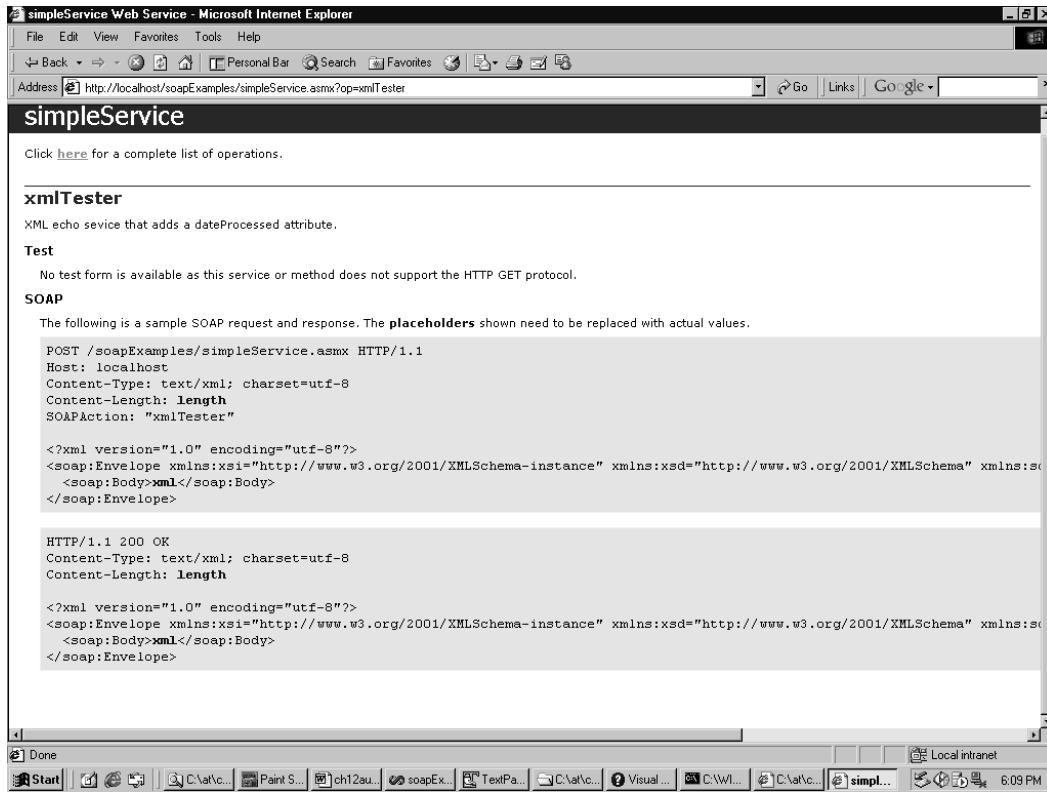 simpleService Web Service - Microsoft Internet Explorer
File Edit View Favorites Tools Help
Back Personal Bar Search Favorites
Address http://localhost/soapExamples/simpleService.asmx?op=xmlTester Go Links Google
simpleService
Click here for a complete list of operations.
xmlTester
XML echo sevice that adds a dateProcessed attribute.
Test
No test form is available as this service or method does not support the HTTP GET protocol.
SOAP
The following is a sample SOAP request and response. The placeholders shown need to be replaced with actual values.
POST /soapExamples/simpleService.asmx HTTP/1.1
Host: localhost
Content-Type: text/xml; charset=utf-8
Content-Length: length
SOAPAction: "xmlTester"
<?xml version="1.0" encoding="utf-8"?>
<soap:Envelope xmlns:xsi="http://www.w3.org/2001/XMLSchema-instance" xmlns:xsd="http://www.w3.org/2001/XMLSchema" xmlns:so
<soap:Body>xml</soap:Body>
</soap:Envelope>
HTTP/1.1 200 OK
Content-Type: text/xml; charset=utf-8
Content-Length: length
<?xml version="1.0" encoding="utf-8"?>
<soap:Envelope xmlns:xsi="http://www.w3.org/2001/XMLSchema-instance" xmlns:xsd="http://www.w3.org/2001/XMLSchema" xmlns:so
<soap:Body>xml</soap:Body>
</soap:Envelope>
Done Local intranet
Start C:\at\c... Paint S... ch12au... soapEx... TextPa... C:\at\c... Visual ... C:\WI... C:\at\c... simpl... 6:09 PM